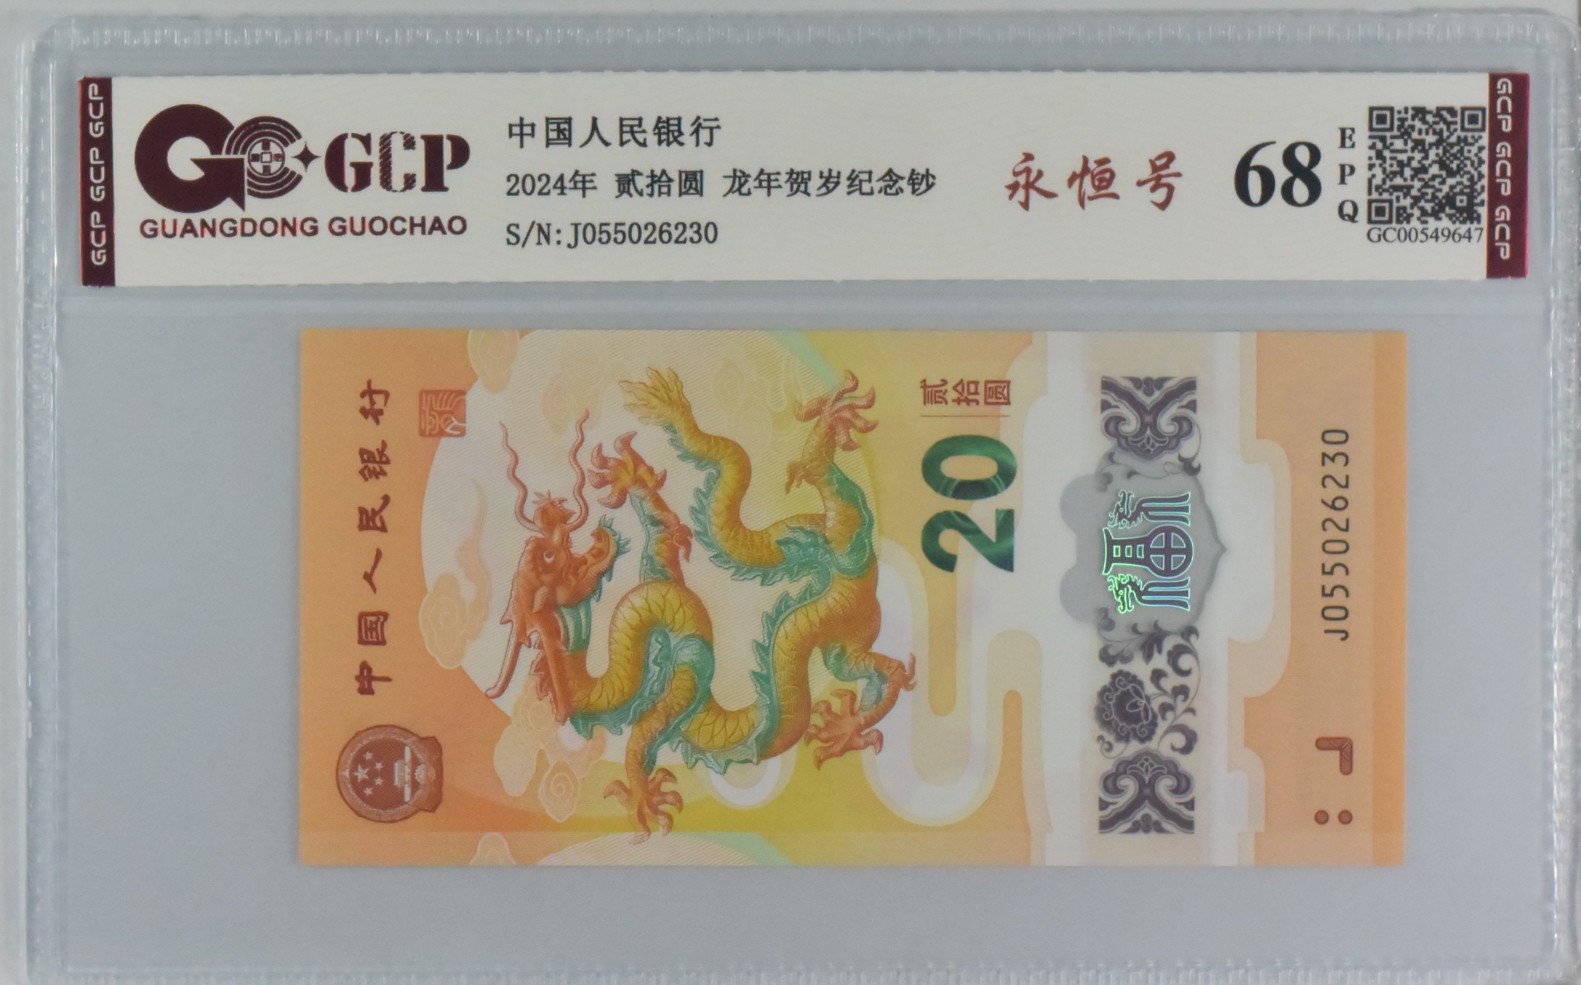 GCP GCP GCP
GCP
GUANGDONG GUOCHAO
中国人民银行
2024年 贰拾圆 龙年贺岁纪念钞
S/N:J055026230
永恒号
68
EPQ
GC00549647
GCP GCP GCP
中国人民银行
贰拾圆
20
J055026230